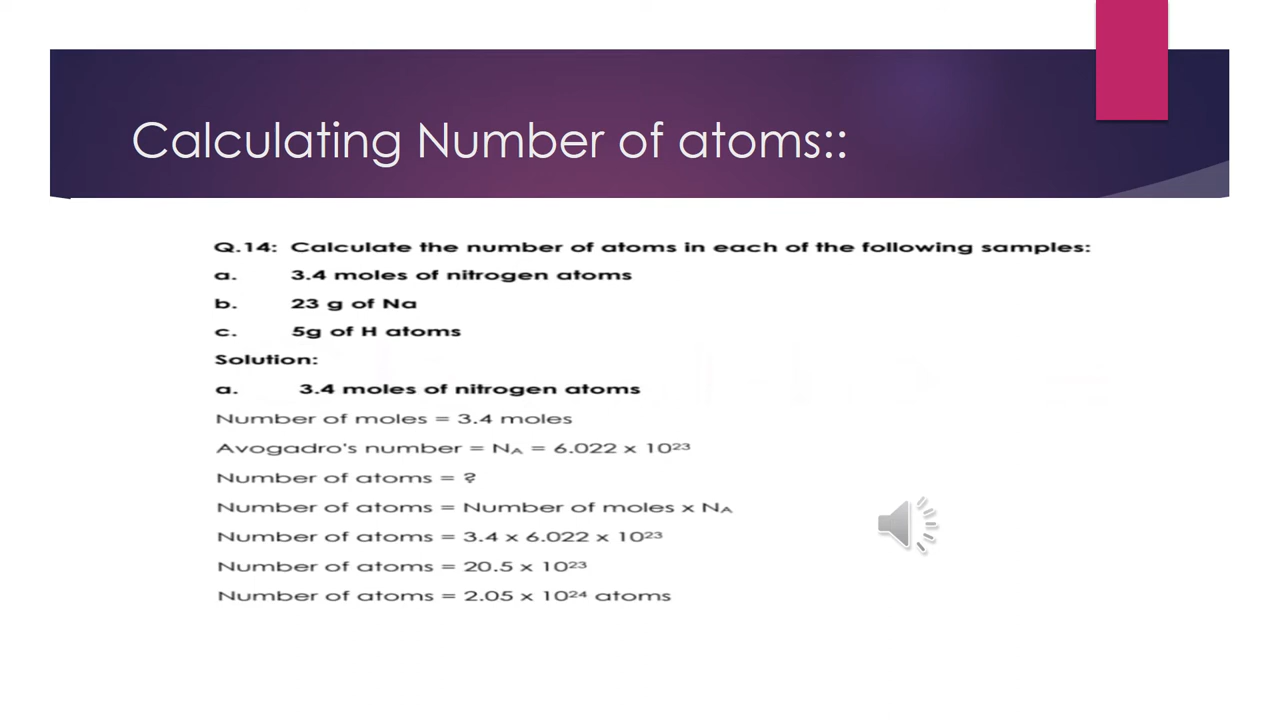 Calculating Number of atoms::
Q.14: Calculate the number of atoms in each of the following samples:
a. 3.4 moles of nitrogen atoms
b. 23 g of Na
c. 5g of H atoms
Solution:
a. 3.4 moles of nitrogen atoms
Number of moles = 3.4 moles
Avogadro's number = Nᴀ = 6.022 x 10²³
Number of atoms = ?
Number of atoms = Number of moles x Nᴀ
Number of atoms = 3.4 x 6.022 x 10²³
Number of atoms = 20.5 x 10²³
Number of atoms = 2.05 x 10²⁴ atoms